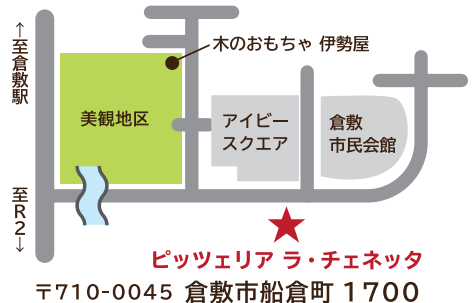 ←至倉敷駅
木のおもちゃ 伊勢屋
美観地区
アイビー
スクエア
倉敷
市民会館
至R2→
ピッツェリア ラ・チェネッタ
〒710-0045 倉敷市船倉町 1700